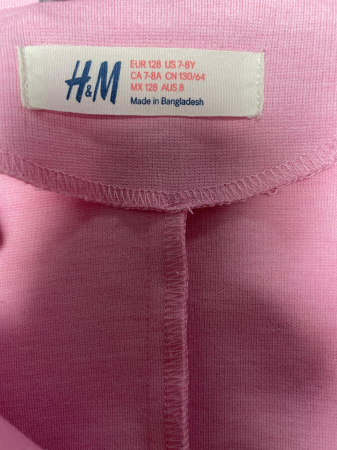 H&M
EUR 128 US 7-8Y
CA 7-8A CN 130/64
MX 128 AUS 8
Made in Bangladesh